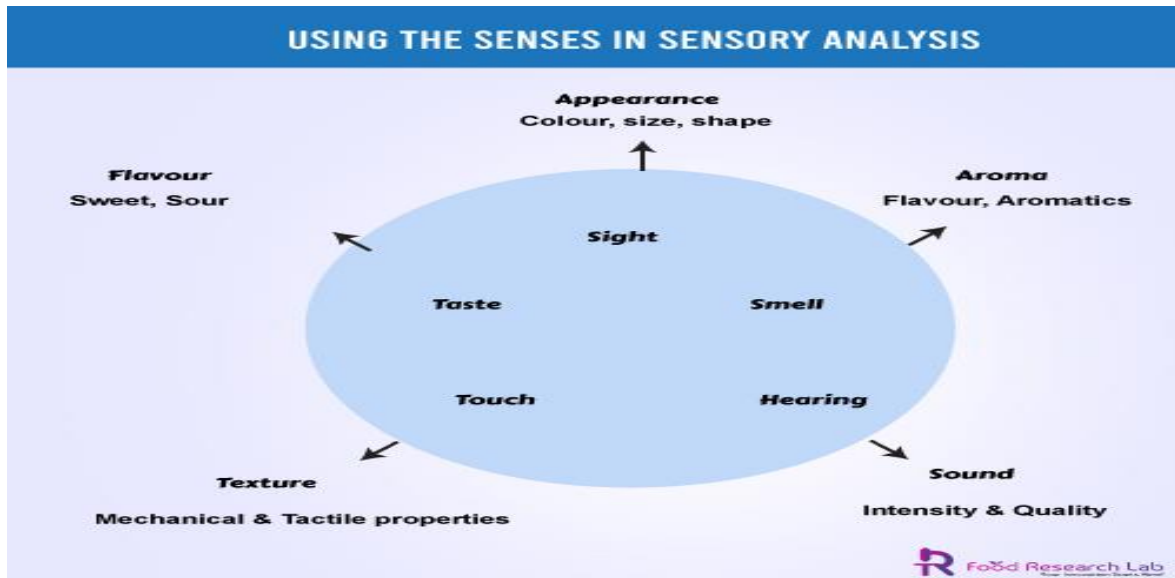 USING THE SENSES IN SENSORY ANALYSIS
Appearance
Colour, size, shape
Flavour
Sweet, Sour
Aroma
Flavour, Aromatics
Sight
Taste
Smell
Touch
Hearing
Texture
Mechanical & Tactile properties
Sound
Intensity & Quality
Food Research Lab